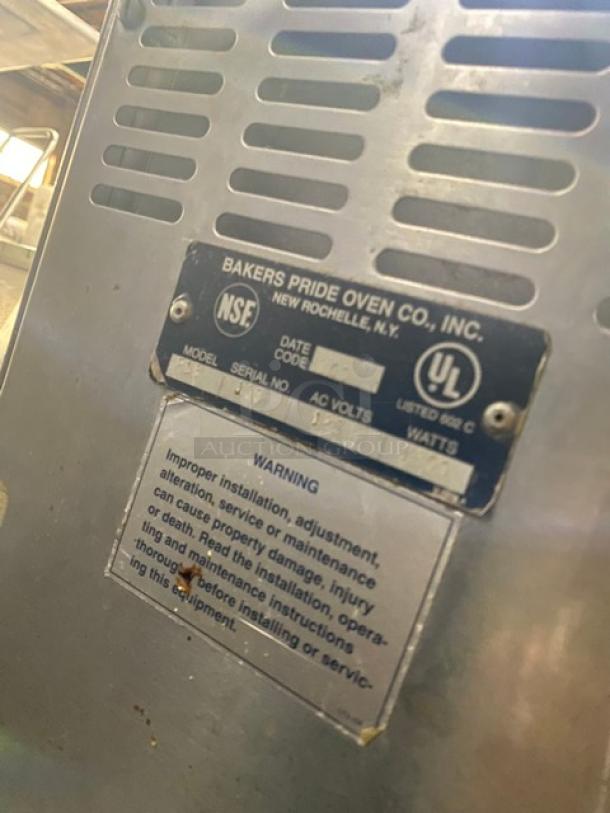 BAKERS PRIDE OVEN CO., INC.
NEW ROCHELLE, N.Y.
NSF
DATE
CODE
UL
LISTED 602 C
MODEL SERIAL NO. AC VOLTS WATTS
AUCTION GROUP
WARNING
Improper installation, adjustment,
alteration, service or maintenance
can cause property damage, injury
or death. Read the installation, opera-
ting and maintenance instructions
before installing or servic-
ing this equipment.